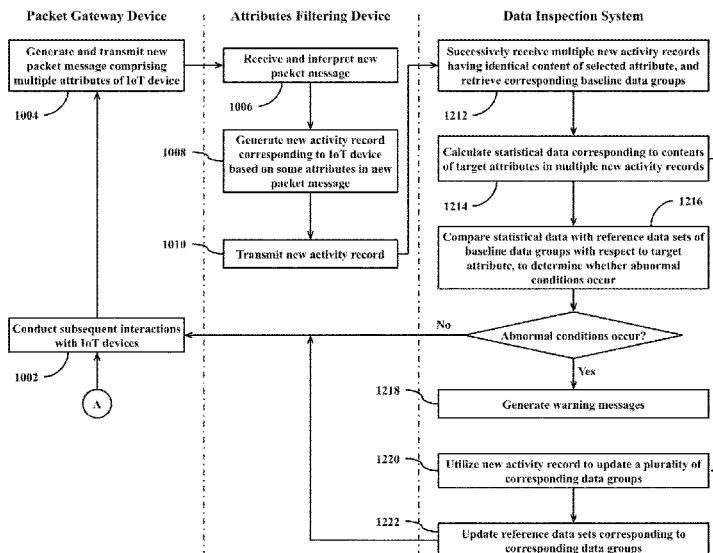 Packet Gateway Device
Attributes Filtering Device
Data Inspection System
Generate and transmit new
packet message comprising
multiple attributes of IoT device
1004
Receive and interpret new
packet message
1006
Generate new activity record
corresponding to IoT device
based on some attributes in new
packet message
1008
Transmit new activity record
1010
Successively receive multiple new activity records
having identical content of selected attribute, and
retrieve corresponding baseline data groups
1212
Calculate statistical data corresponding to contents
of target attributes in multiple new activity records
1214
1216
Compare statistical data with reference data sets of
baseline data groups with respect to target
attribute, to determine whether abnormal
conditions occur
Conduct subsequent interactions
with IoT devices
1002
A
No
Abnormal conditions occur?
Yes
1218
Generate warning messages
1220
Utilize new activity record to update a plurality of
corresponding data groups
1222
Update reference data sets corresponding to
corresponding data groups